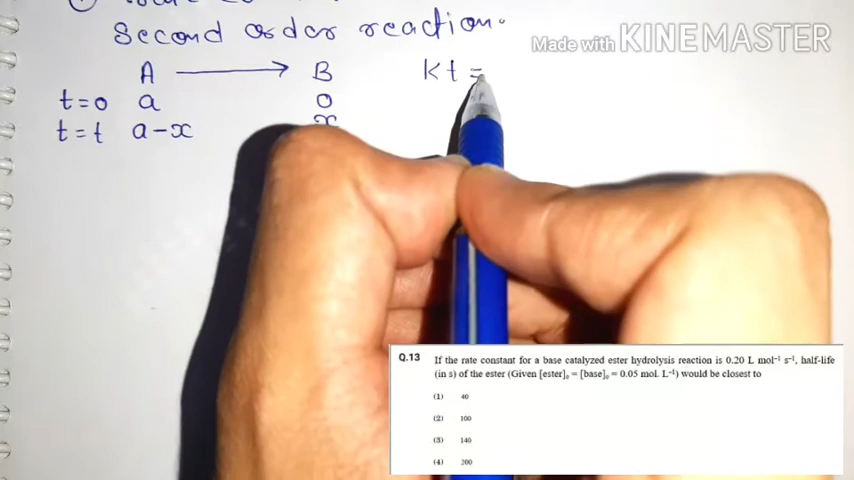 Second order reaction.
Made with KINEMASTER
A → B kt =
t=0 a 0
t=t a-x x
Q.13 If the rate constant for a base catalyzed ester hydrolysis reaction is 0.20 L mol⁻¹ s⁻¹, half-life
(in s) of the ester (Given [ester]₀ = [base]₀ = 0.05 mol. L⁻¹) would be closest to
(1) 40
(2) 100
(3) 140
(4) 200